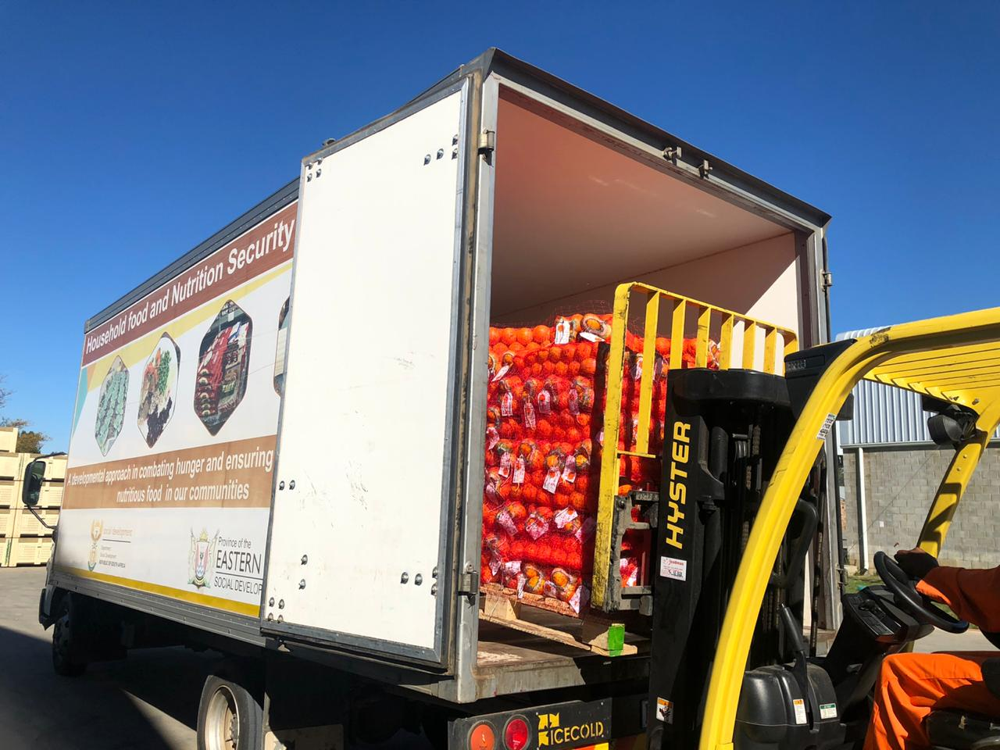 Household food and Nutrition Security
A developmental approach in combating hunger and ensuring
nutritious food in our communities
social development
Department:
Social Development
REPUBLIC OF SOUTH AFRICA
Province of the
EASTERN
SOCIAL DEVELOP
HYSTER
ICECOLD